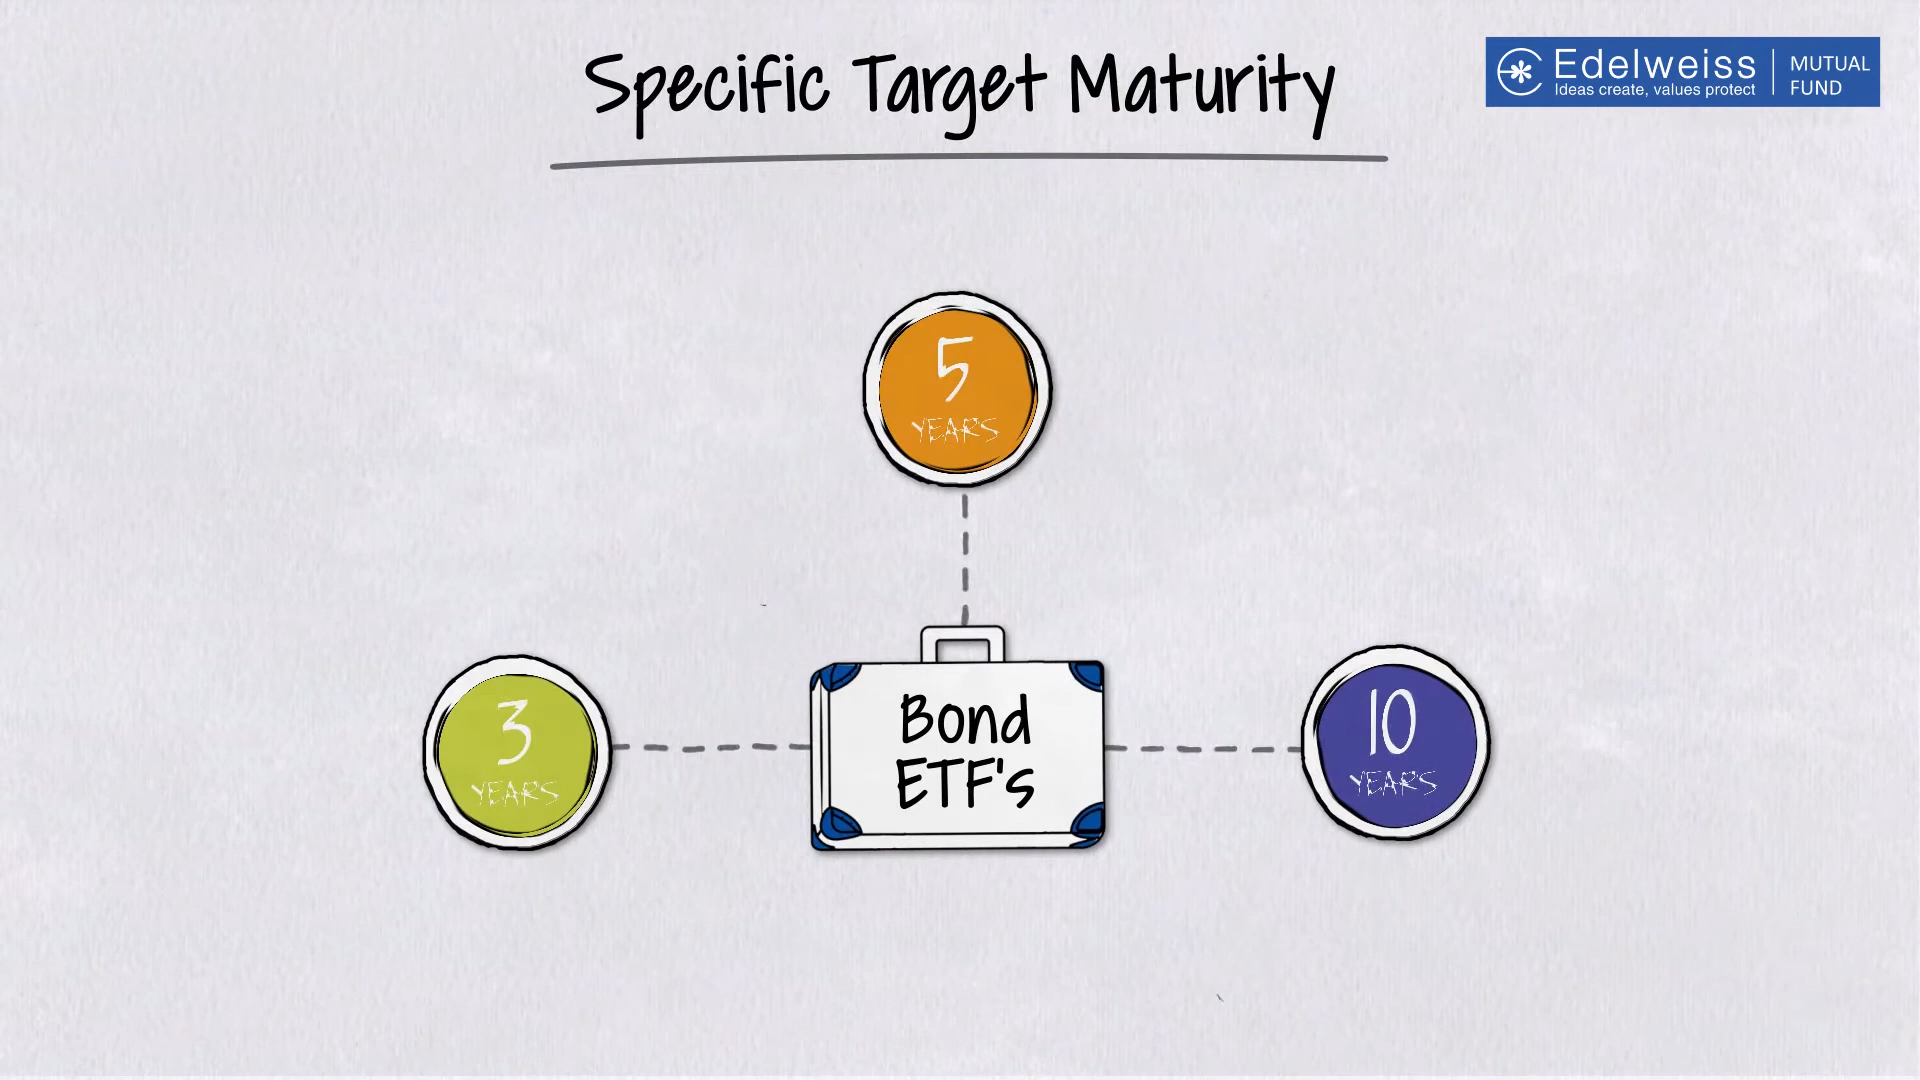 Specific Target Maturity
Edelweiss
Ideas create, values protect
MUTUAL
FUND
5
YEARS
3
YEARS
Bond
ETF's
10
YEARS